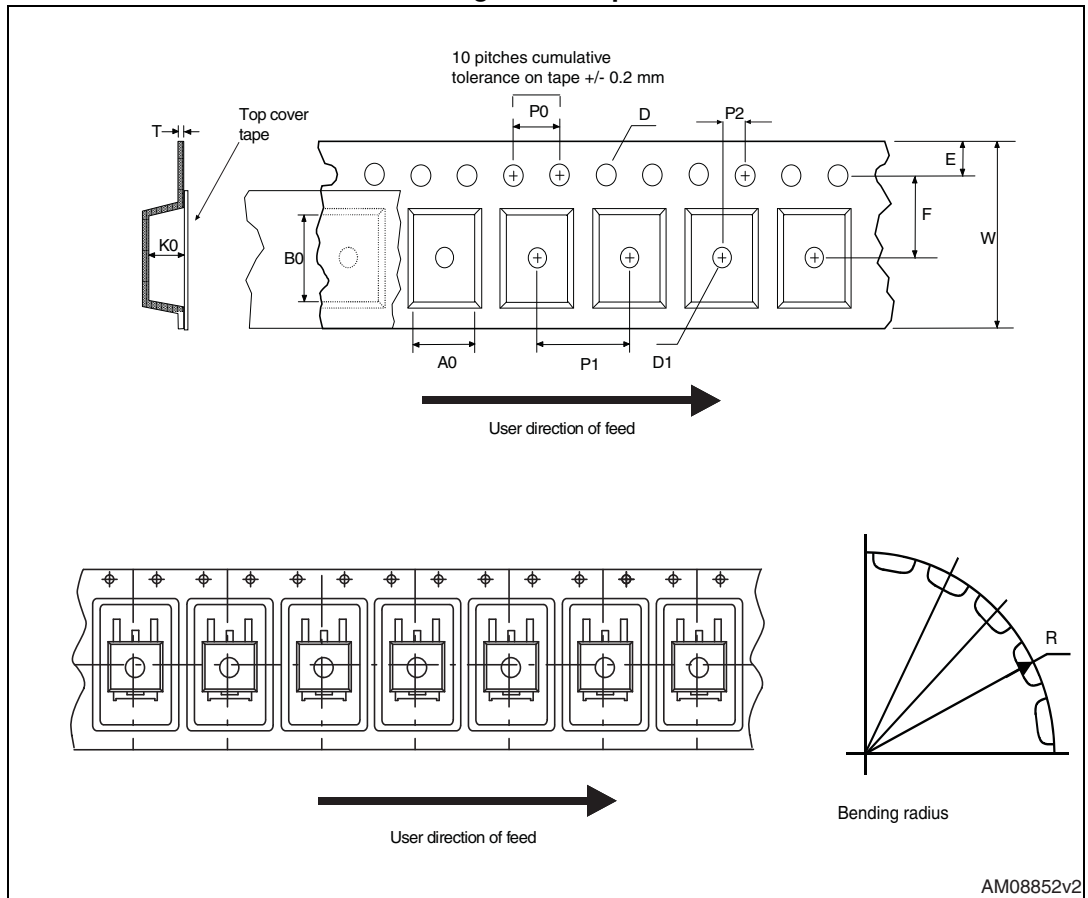 10 pitches cumulative
tolerance on tape +/- 0.2 mm
P0
D
P2
T
Top cover
tape
E
F
W
K0
B0
A0
P1
D1
User direction of feed
R
Bending radius
User direction of feed
AM08852v2